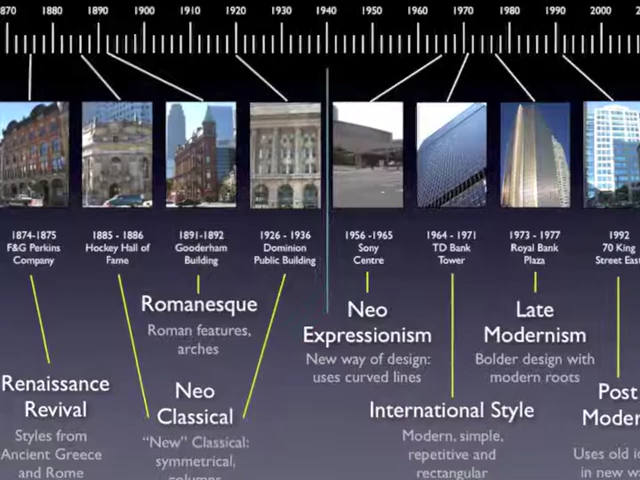 870 1880 1890 1900 1910 1920 1930 1940 1950 1960 1970 1980 1990 2000
1874-1875
F&G Perkins
Company
1885 - 1886
Hockey Hall of
Fame
1891-1892
Gooderham
Building
1926 - 1936
Dominion
Public Building
1956 -1965
Sony
Centre
1964 - 1971
TD Bank
Tower
1973 - 1977
Royal Bank
Plaza
1992
70 King
Street East
Romanesque
Roman features,
arches
Neo
Expressionism
New way of design:
uses curved lines
Late
Modernism
Bolder design with
modern roots
Renaissance
Revival
Styles from
Ancient Greece
and Rome
Neo
Classical
“New” Classical:
symmetrical,
columns
International Style
Modern, simple,
repetitive and
rectangular
Post
Moder
Uses old
in new